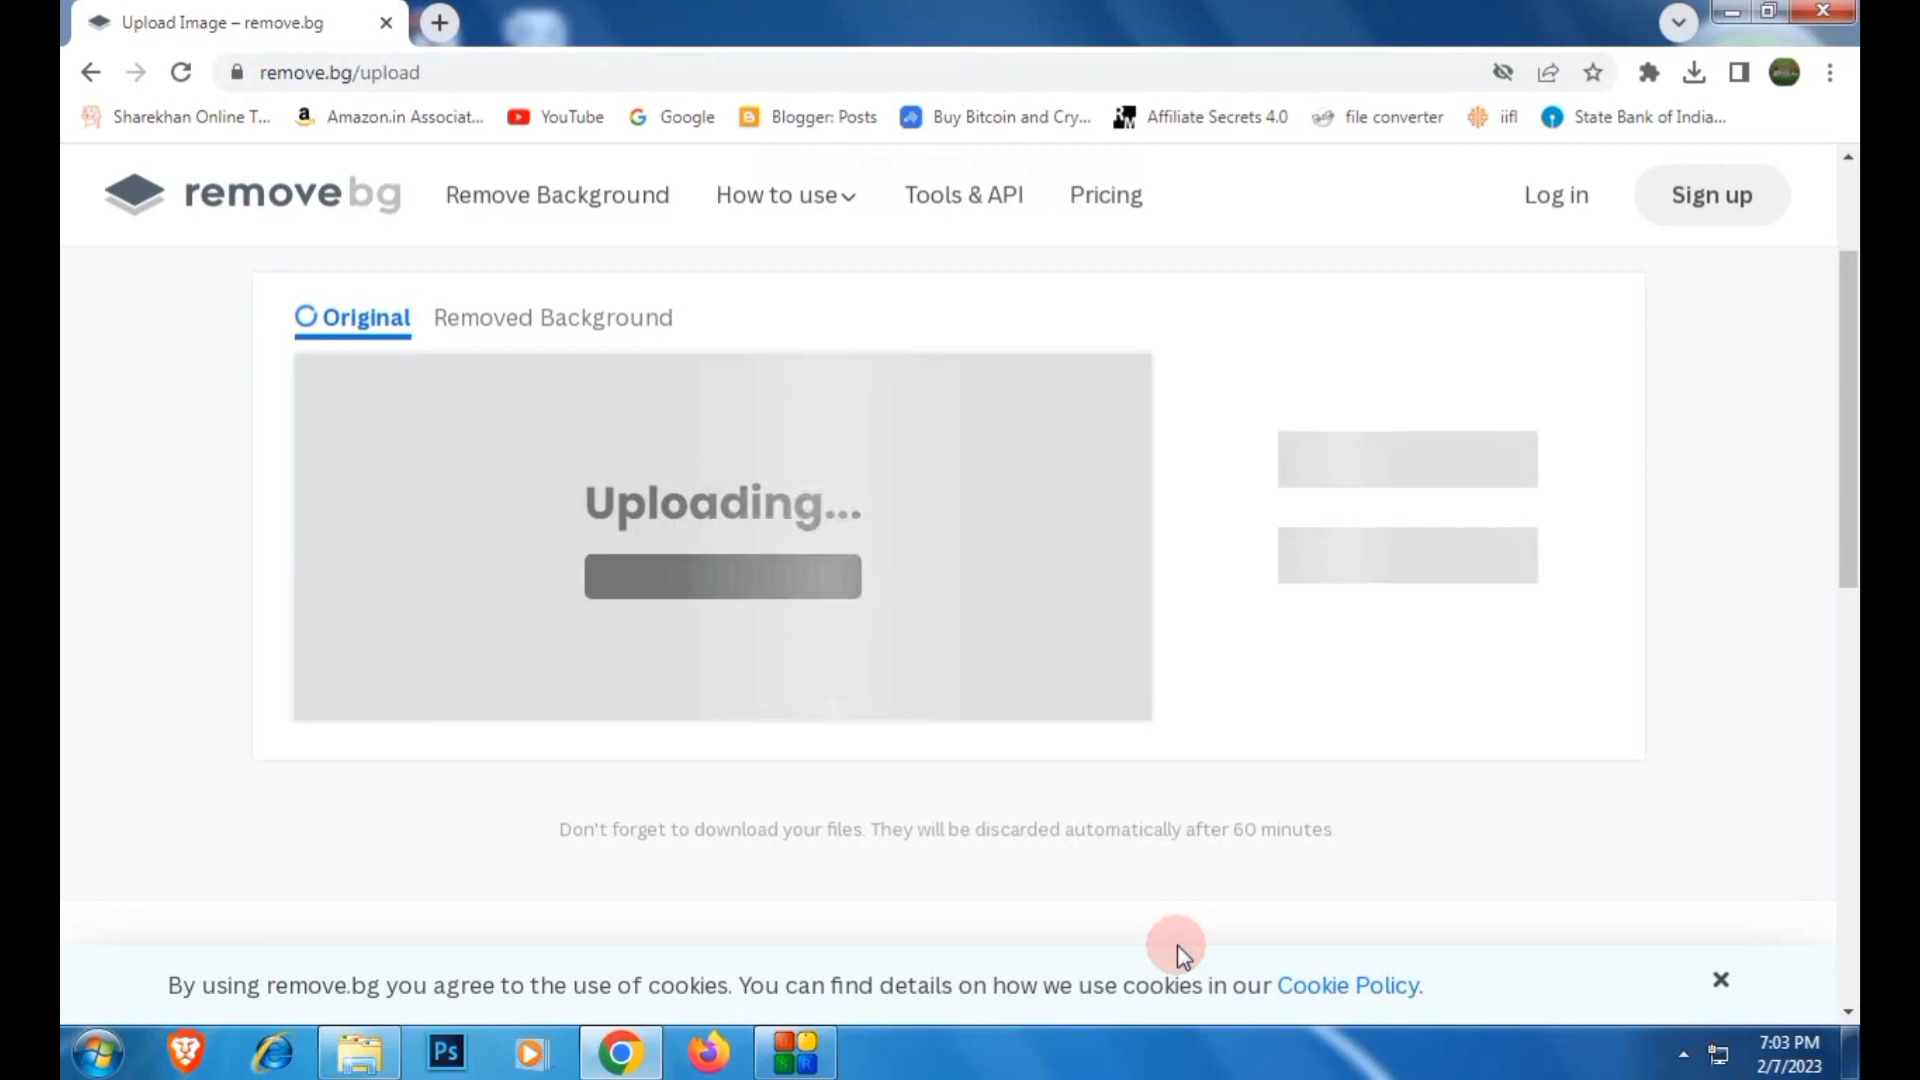 Upload Image – remove.bg
remove.bg/upload
Sharekhan Online T... Amazon.in Associat... YouTube Google Blogger: Posts Buy Bitcoin and Cry... Affiliate Secrets 4.0 file converter iifl State Bank of India...
removebg Remove Background How to use Tools & API Pricing Log in Sign up
Original Removed Background
Uploading...
Don't forget to download your files. They will be discarded automatically after 60 minutes.
By using remove.bg you agree to the use of cookies. You can find details on how we use cookies in our Cookie Policy.
Ps
7:03 PM
2/7/2023